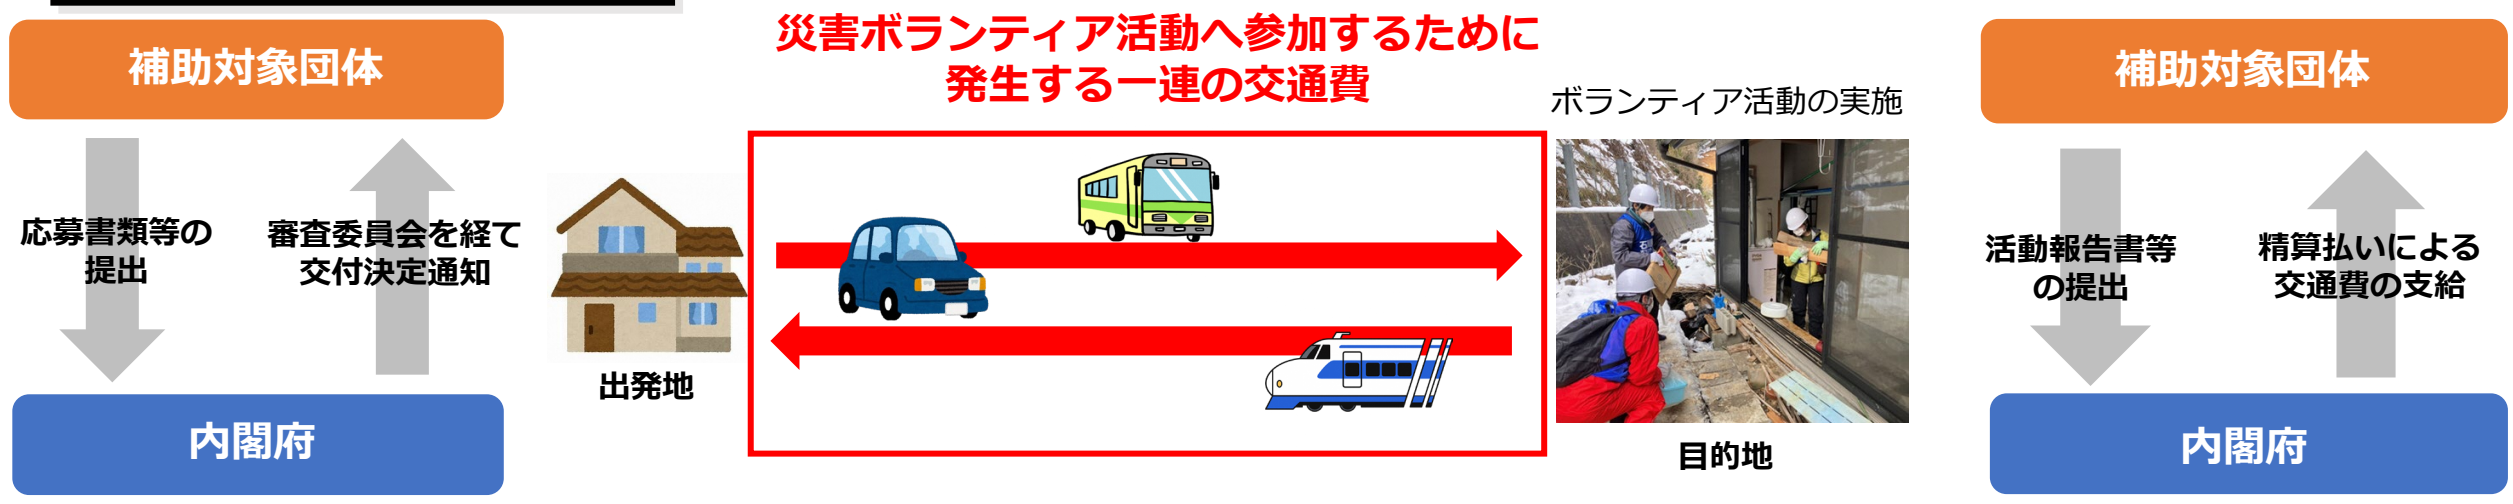 補助対象団体
応募書類等の
提出
審査委員会を経て
交付決定通知
内閣府
災害ボランティア活動へ参加するために
発生する一連の交通費
出発地
ボランティア活動の実施
目的地
補助対象団体
活動報告書等
の提出
精算払いによる
交通費の支給
内閣府